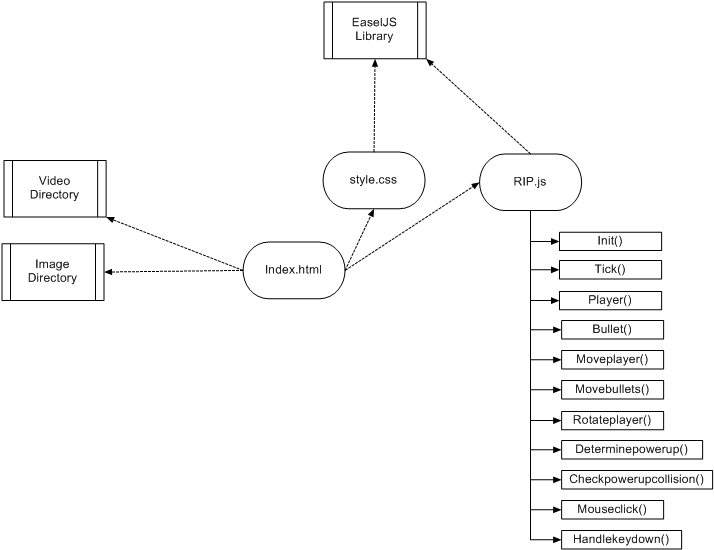 EaselJS
Library
Video
Directory
style.css
RIP.js
Image
Directory
Index.html
Init()
Tick()
Player()
Bullet()
Moveplayer()
Movebullets()
Rotateplayer()
Determinepowerup()
Checkpowerupcollision()
Mouseclick()
Handlekeydown()